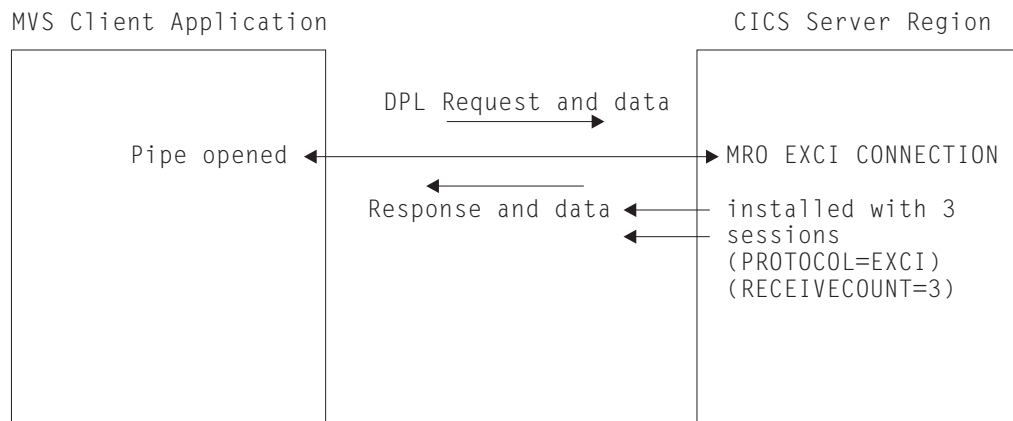 MVS Client Application
CICS Server Region
DPL Request and data
Pipe opened
MRO EXCI CONNECTION
Response and data
installed with 3
sessions
(PROTOCOL=EXCI)
(RECEIVECOUNT=3)